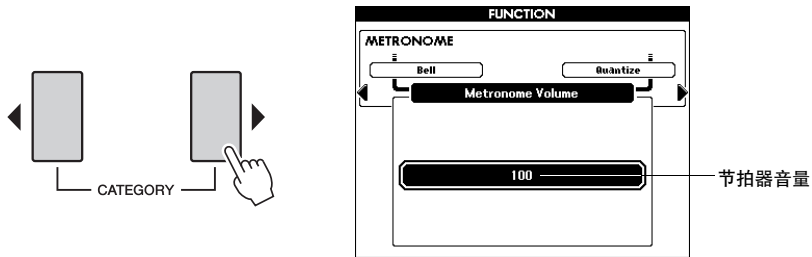 FUNCTION
METRONOME
Bell
Quantize
Metronome Volume
100
节拍器音量
CATEGORY